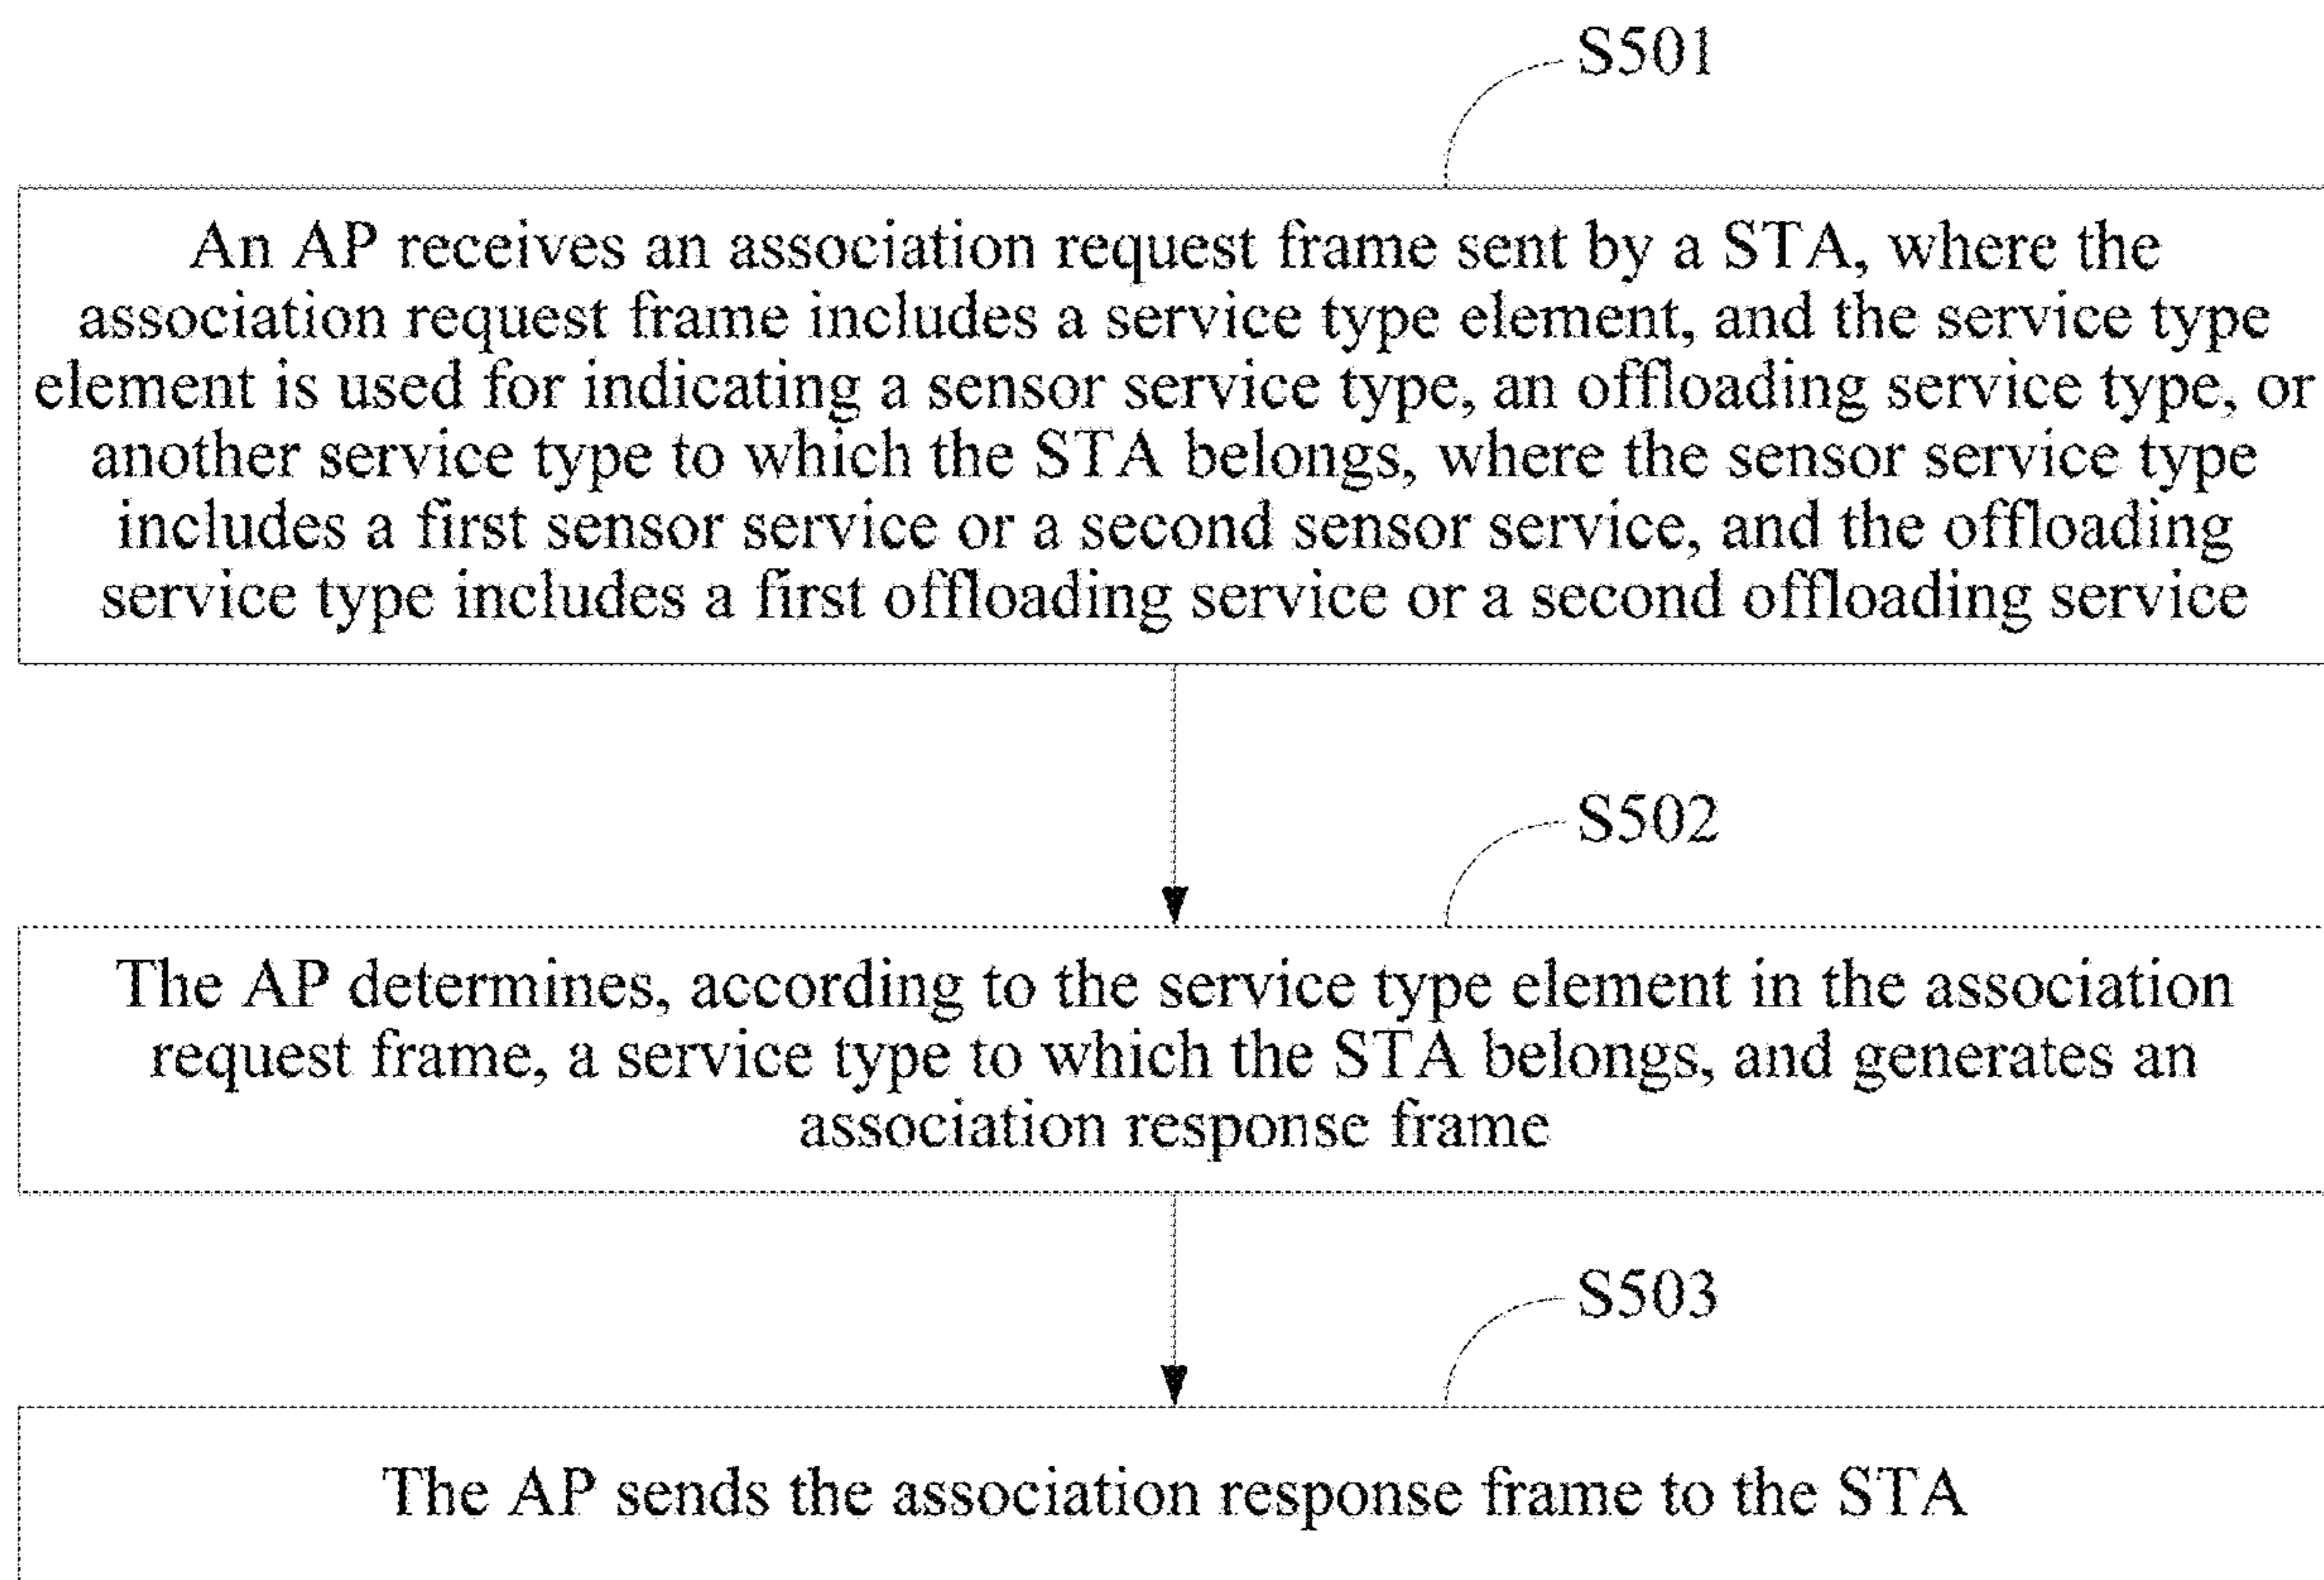 S501
An AP receives an association request frame sent by a STA, where the
association request frame includes a service type element, and the service type
element is used for indicating a sensor service type, an offloading service type, or
another service type to which the STA belongs, where the sensor service type
includes a first sensor service or a second sensor service, and the offloading
service type includes a first offloading service or a second offloading service
S502
The AP determines, according to the service type element in the association
request frame, a service type to which the STA belongs, and generates an
association response frame
S503
The AP sends the association response frame to the STA